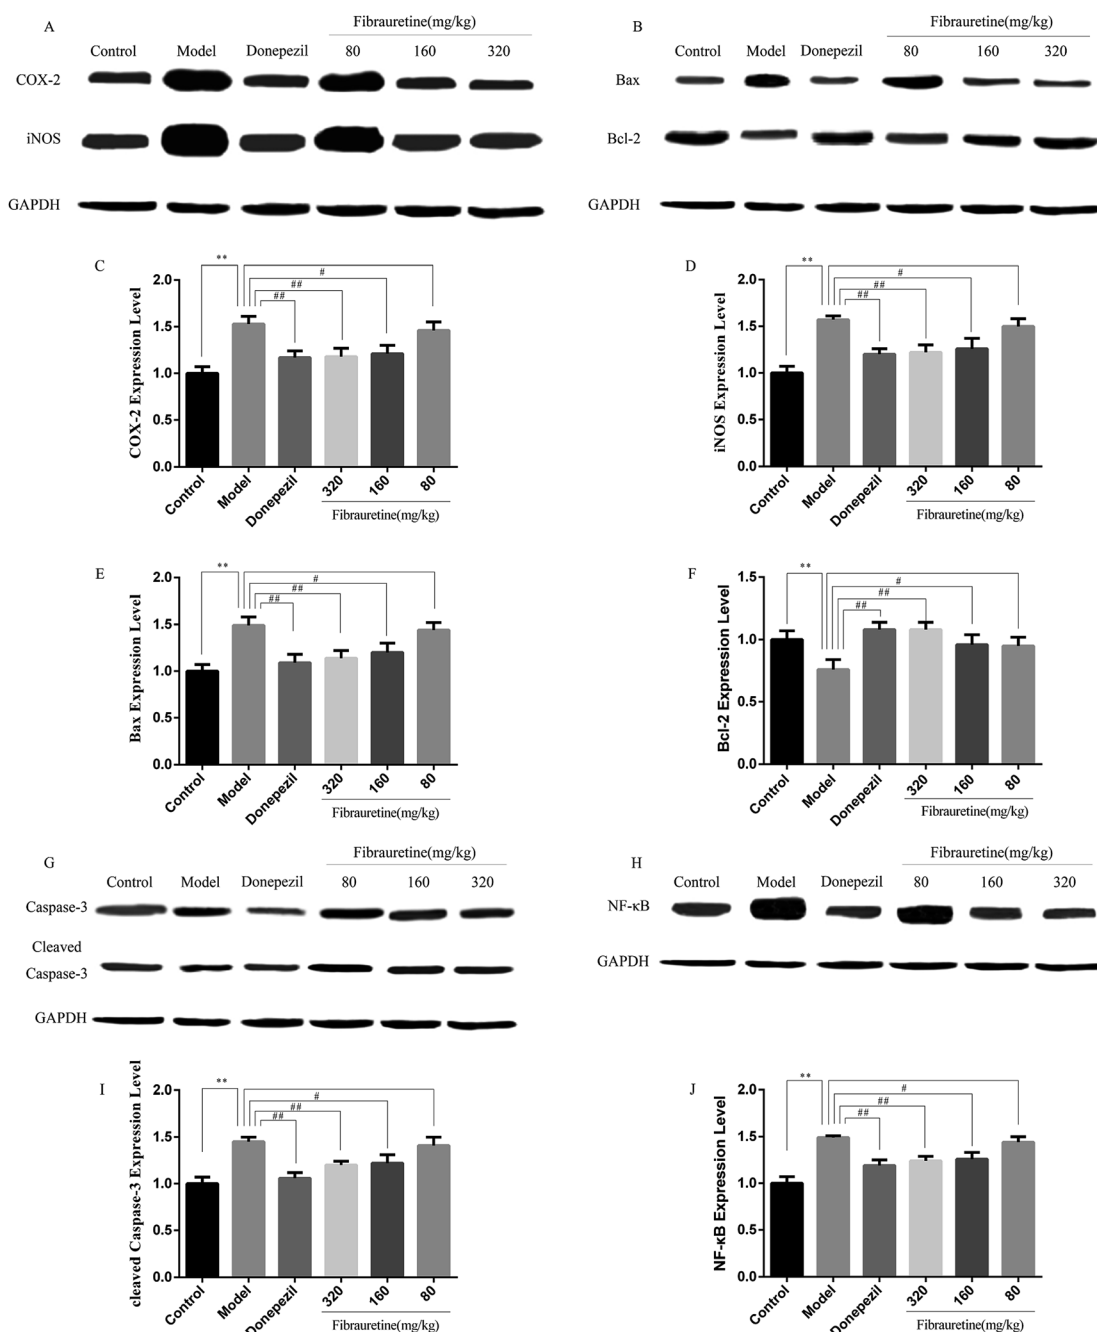 A
Fibrauretine(mg/kg)
Control Model Donepezil 80 160 320
COX-2
iNOS
GAPDH
B
Fibrauretine(mg/kg)
Control Model Donepezil 80 160 320
Bax
Bcl-2
GAPDH
C
COX-2 Expression Level
2.0
1.5
1.0
0.5
0.0
**
#
##
##
Control Model Donepezil 320 160 80
Fibrauretine(mg/kg)
D
iNOS Expression Level
2.0
1.5
1.0
0.5
0.0
**
#
##
##
Control Model Donepezil 320 160 80
Fibrauretine(mg/kg)
E
Bax Expression Level
2.0
1.5
1.0
0.5
0.0
**
#
##
##
Control Model Donepezil 320 160 80
Fibrauretine(mg/kg)
F
Bcl-2 Expression Level
1.5
1.0
0.5
0.0
**
#
##
##
Control Model Donepezil 320 160 80
Fibrauretine(mg/kg)
G
Fibrauretine(mg/kg)
Control Model Donepezil 80 160 320
Caspase-3
Cleaved
Caspase-3
GAPDH
H
Fibrauretine(mg/kg)
Control Model Donepezil 80 160 320
NF-κB
GAPDH
I
cleaved Caspase-3 Expression Level
2.0
1.5
1.0
0.5
0.0
**
#
##
##
Control Model Donepezil 320 160 80
Fibrauretine(mg/kg)
J
NF-κB Expression Level
2.0
1.5
1.0
0.5
0.0
**
#
##
##
Control Model Donepezil 320 160 80
Fibrauretine(mg/kg)